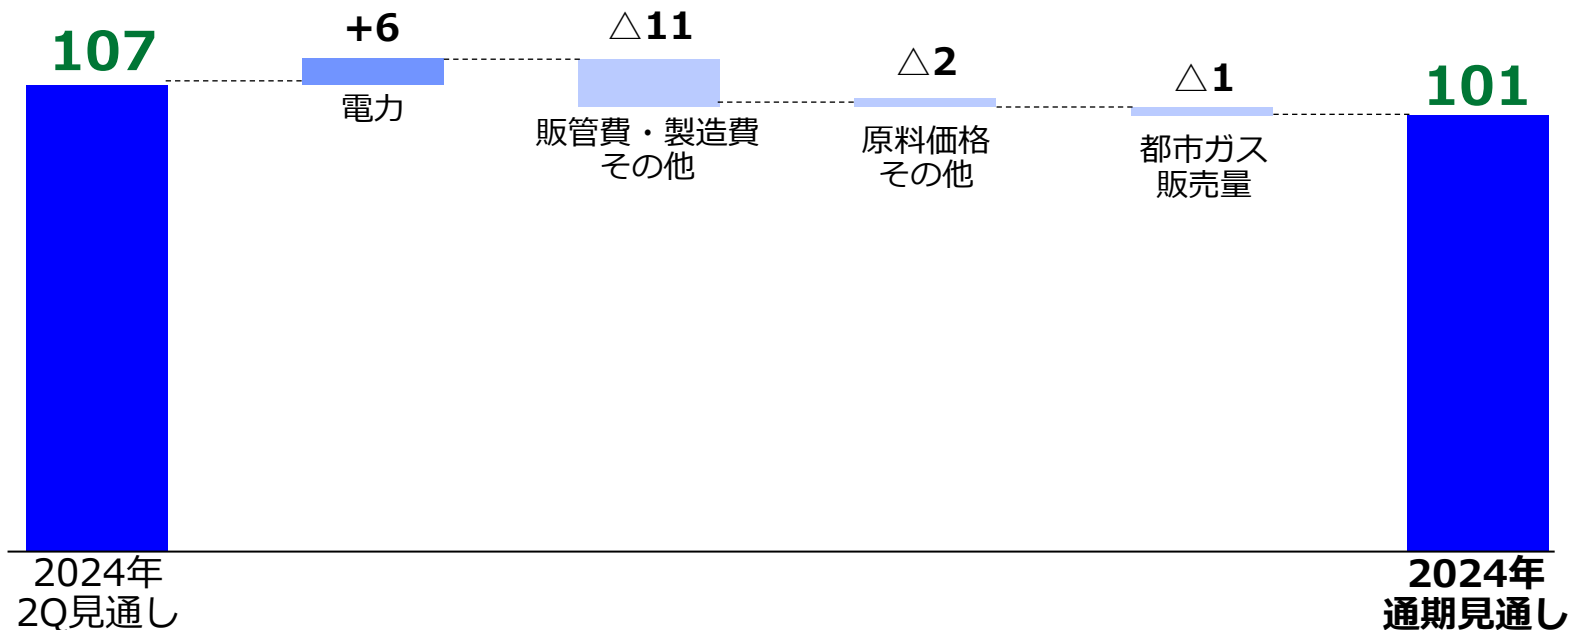 107
+6
電力
△11
販管費・製造費
その他
△2
原料価格
その他
△1
都市ガス
販売量
101
2024年
2Q見通し
2024年
通期見通し